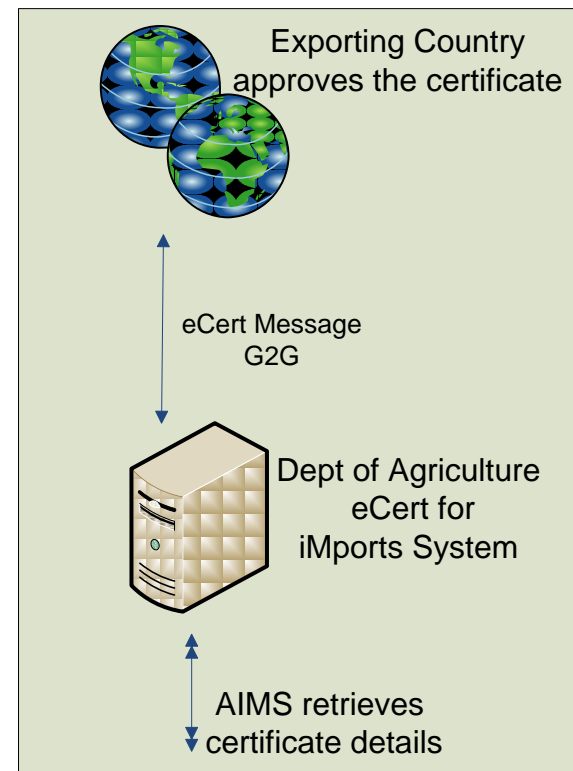 Exporting Country
approves the certificate
eCert Message
G2G
Dept of Agriculture
eCert for
iMports System
AIMS retrieves
certificate details